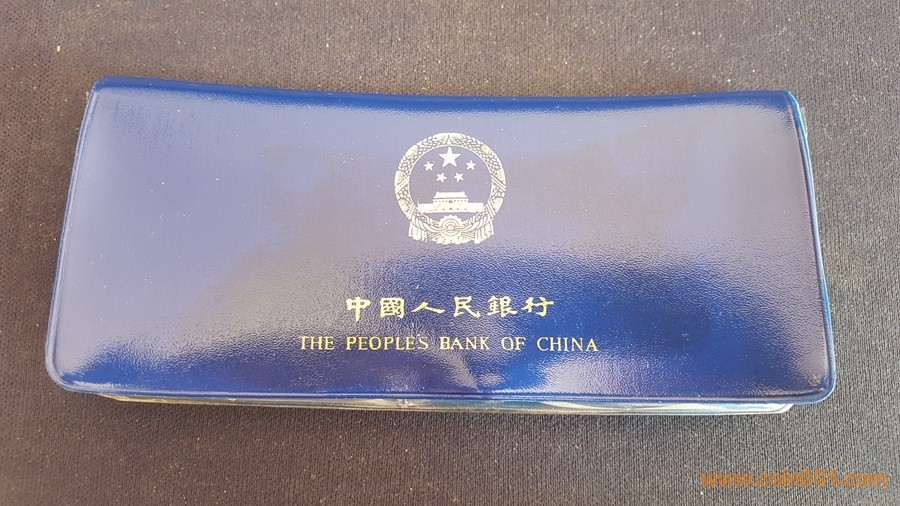 中國人民銀行
THE PEOPLE'S BANK OF CHINA
www.coin001.com